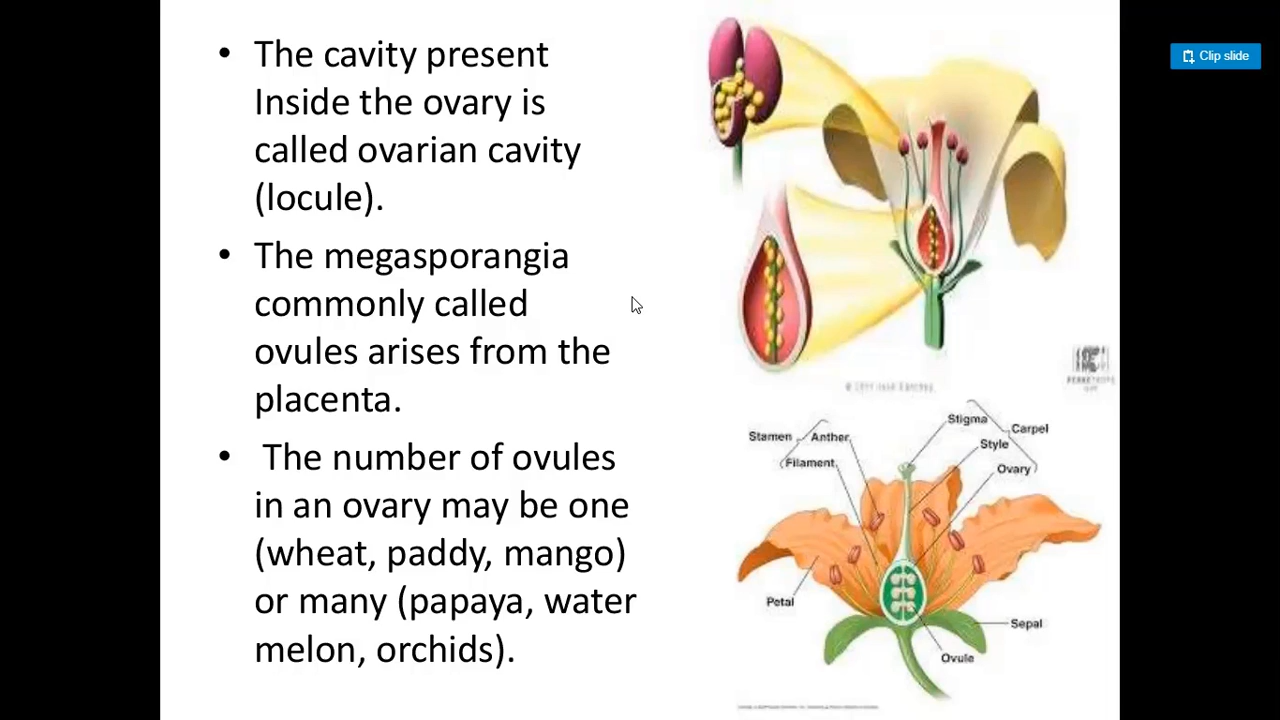 • The cavity present
Inside the ovary is
called ovarian cavity
(locule).
• The megasporangia
commonly called
ovules arises from the
placenta.
• The number of ovules
in an ovary may be one
(wheat, paddy, mango)
or many (papaya, water
melon, orchids).
Clip slide
Stigma
Carpel
Stamen
Anther
Style
Filament
Ovary
Petal
Sepal
Ovule